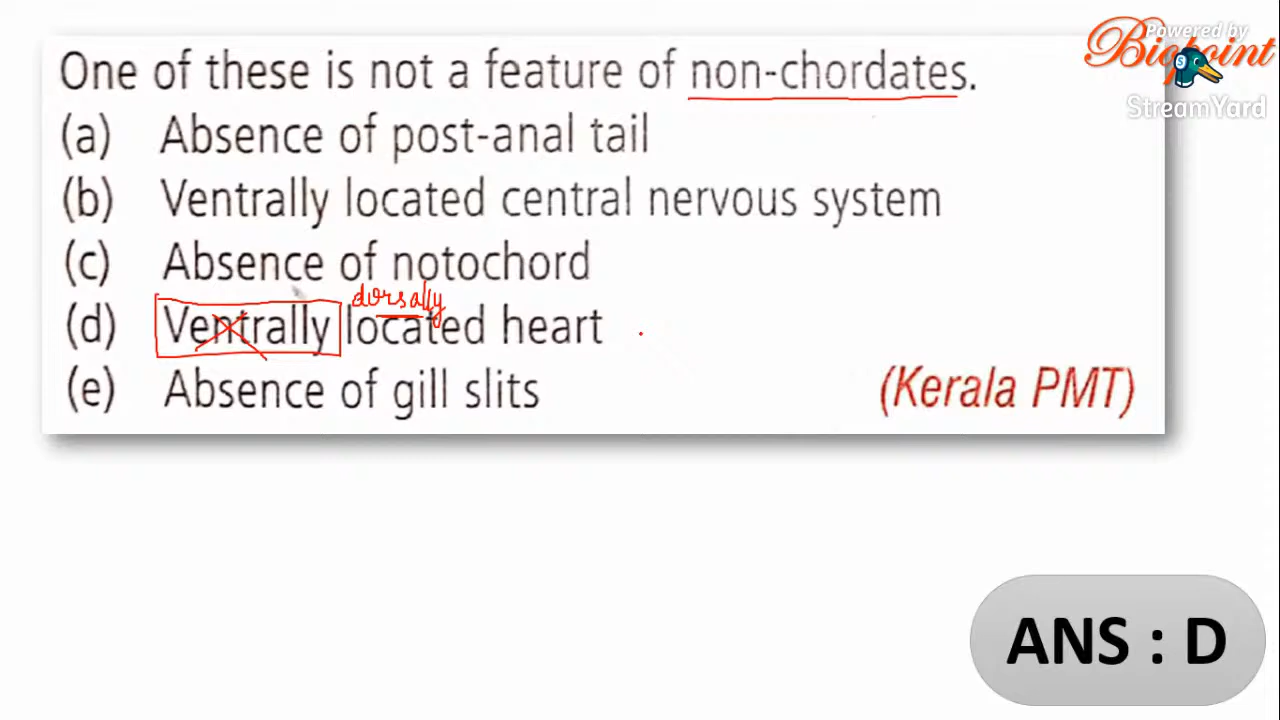 Powered by
Biopoint
StreamYard
One of these is not a feature of non-chordates.
(a) Absence of post-anal tail
(b) Ventrally located central nervous system
(c) Absence of notochord
dorsally
(d) Ventrally located heart
(e) Absence of gill slits
(Kerala PMT)
ANS : D